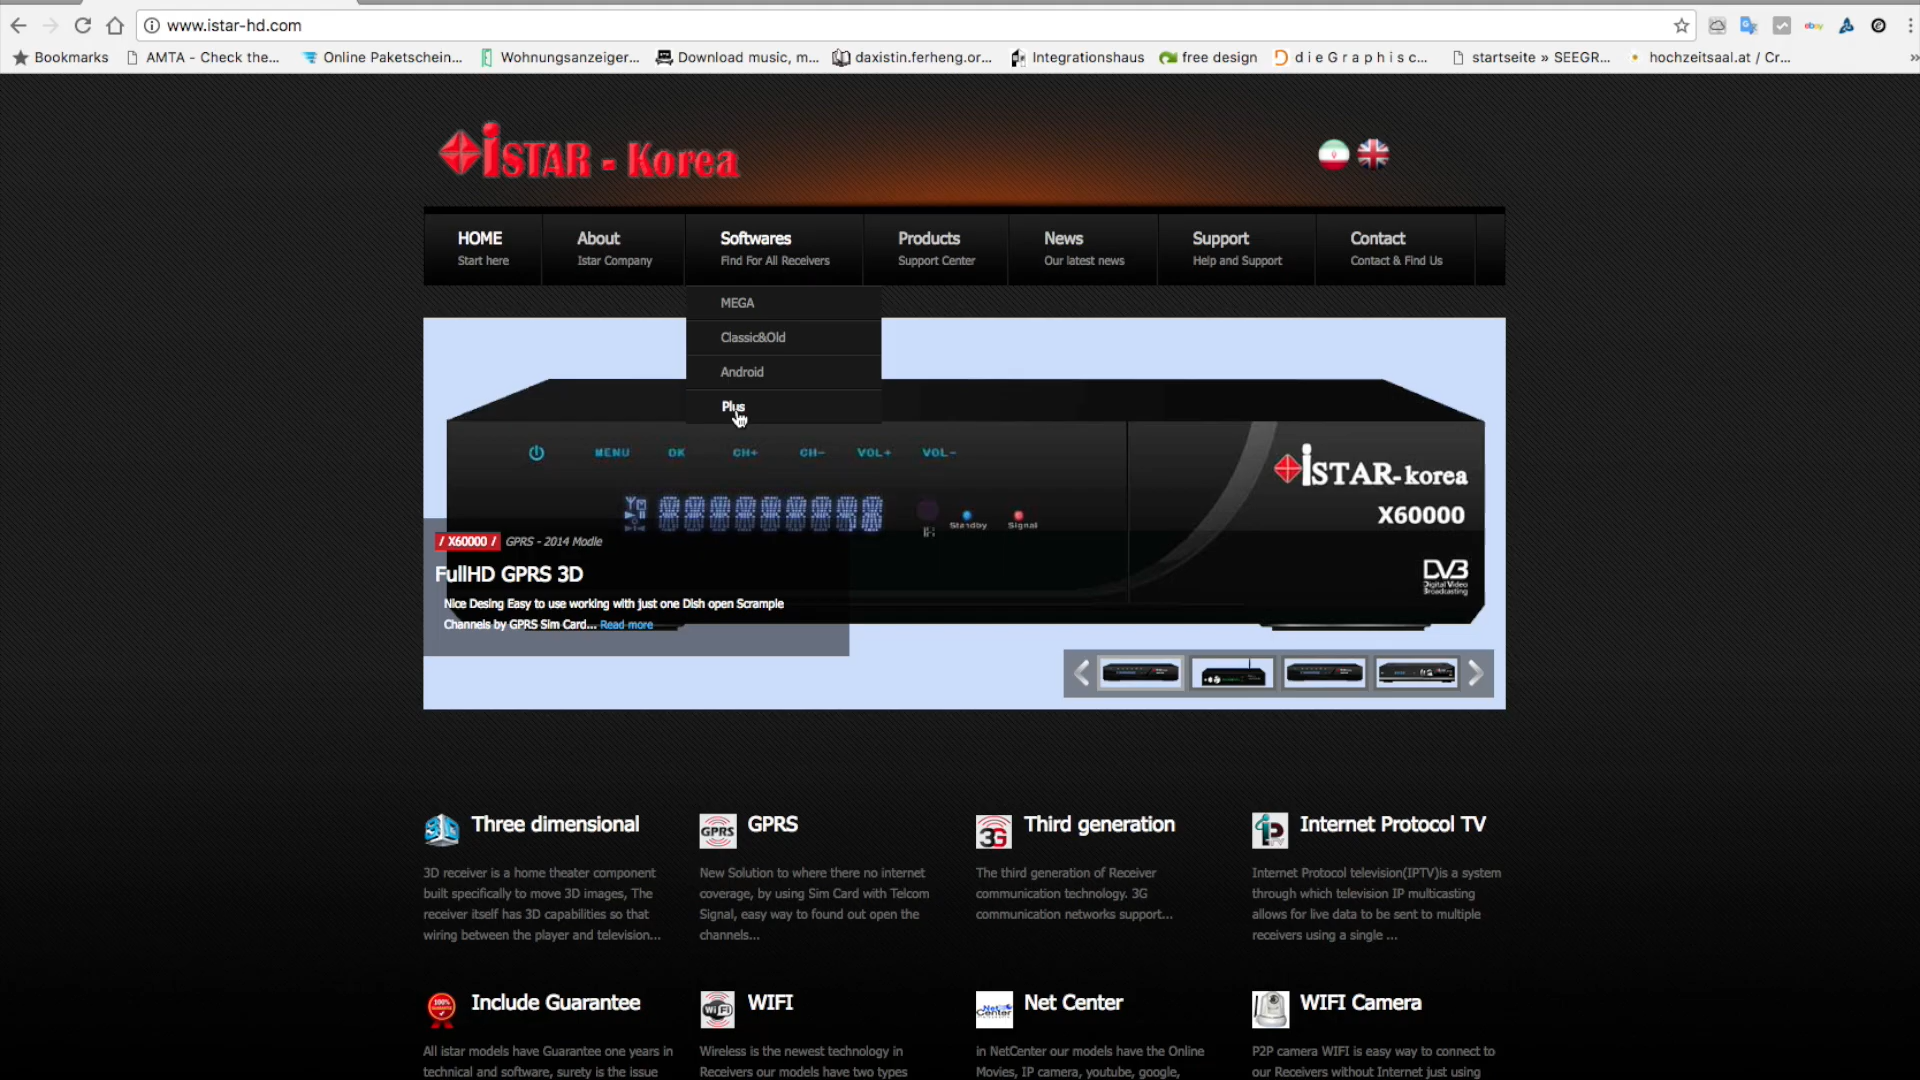 www.istar-hd.com
Bookmarks
AMTA - Check the...
Online Paketschein...
Wohnungsanzeiger...
Download music, m...
daxistin.ferheng.or...
Integrationshaus
free design
d i e G r a p h i s c...
startseite » SEEGR...
hochzeitsaal.at / Cr...
iSTAR - Korea
HOME
Start here
About
Istar Company
Softwares
Find For All Receivers
Products
Support Center
News
Our latest news
Support
Help and Support
Contact
Contact & Find Us
MEGA
Classic&Old
Android
Plus
MENU OK CH+ CH- VOL+ VOL-
Standby Signal
iSTAR-korea
X60000
DVB
Digital Video
Broadcasting
/ X60000 / GPRS - 2014 Modle
FullHD GPRS 3D
Nice Desing Easy to use working with just one Dish open Scrample
Channels by GPRS Sim Card... Read more
Three dimensional
3D receiver is a home theater component
built specifically to move 3D images, The
receiver itself has 3D capabilities so that
wiring between the player and television...
GPRS
GPRS
New Solution to where there no internet
coverage, by using Sim Card with Telcom
Signal, easy way to found out open the
channels...
3G
Third generation
The third generation of Receiver
communication technology. 3G
communication networks support...
Internet Protocol TV
Internet Protocol television(IPTV)is a system
through which television IP multicasting
allows for live data to be sent to multiple
receivers using a single ...
100%
Include Guarantee
All istar models have Guarantee one years in
technical and software, surety is the issue
WiFi
WIFI
Wireless is the newest technology in
Receivers our models have two types
Net
Center
Net Center
in NetCenter our models have the Online
Movies, IP camera, youtube, google,
WIFI Camera
P2P camera WIFI is easy way to connect to
our Receivers without Internet just using